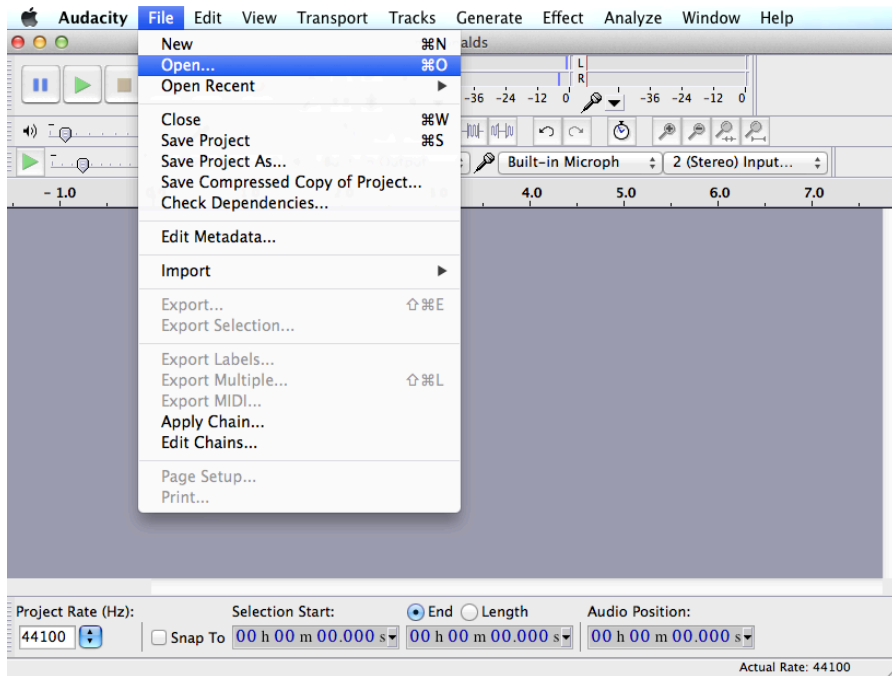 Audacity File Edit View Transport Tracks Generate Effect Analyze Window Help
alds
New ⌘N
Open... ⌘O
Open Recent ▶
Close ⌘W
Save Project ⌘S
Save Project As...
Save Compressed Copy of Project...
Check Dependencies...
Edit Metadata...
Import ▶
Export... ⇧⌘E
Export Selection...
Export Labels...
Export Multiple... ⇧⌘L
Export MIDI...
Apply Chain...
Edit Chains...
Page Setup...
Print...
L
R
-36 -24 -12 0 -36 -24 -12 0
Built-in Microph 2 (Stereo) Input...
- 1.0 4.0 5.0 6.0 7.0
Project Rate (Hz): Selection Start: End Length Audio Position:
44100 Snap To 00 h 00 m 00.000 s 00 h 00 m 00.000 s 00 h 00 m 00.000 s
Actual Rate: 44100